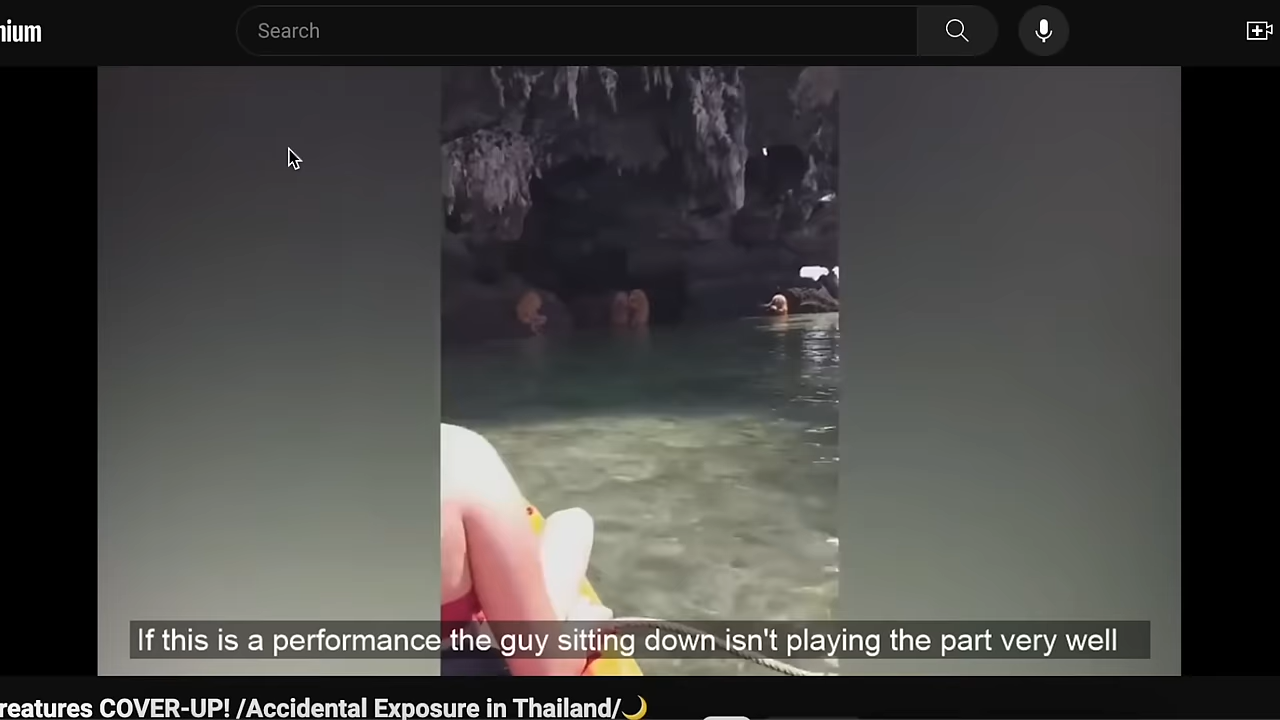 nium
Search
If this is a performance the guy sitting down isn't playing the part very well
reatures COVER-UP! /Accidental Exposure in Thailand/🌙